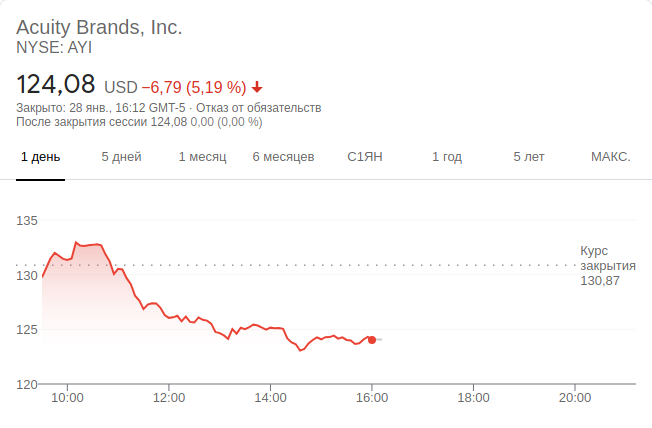 Acuity Brands, Inc.
NYSE: AYI
124,08 USD −6,79 (5,19 %)
Закрыто: 28 янв., 16:12 GMT-5 · Отказ от обязательств
После закрытия сессии 124,08 0,00 (0,00 %)
1 день 5 дней 1 месяц 6 месяцев С1ЯН 1 год 5 лет МАКС.
135
Курс
закрытия
130,87
130
125
120
10:00 12:00 14:00 16:00 18:00 20:00